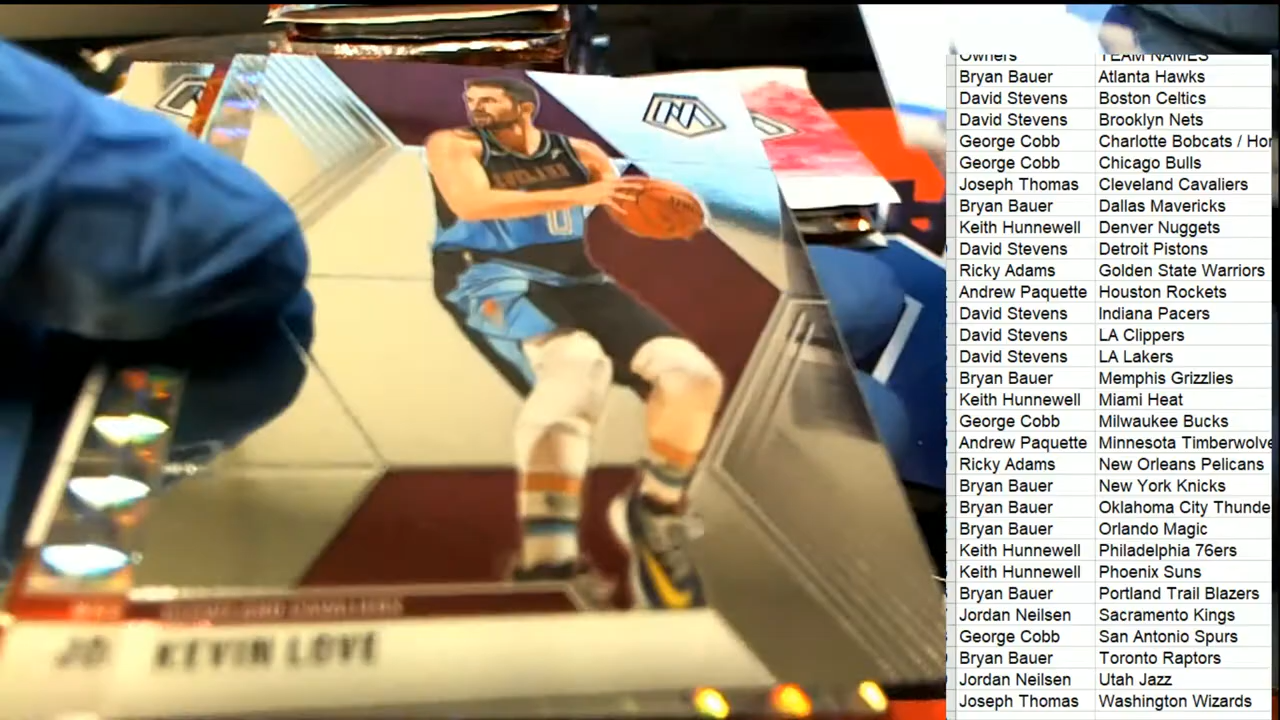 Owners TEAM NAMES
Bryan Bauer Atlanta Hawks
David Stevens Boston Celtics
David Stevens Brooklyn Nets
George Cobb Charlotte Bobcats / Hor
George Cobb Chicago Bulls
Joseph Thomas Cleveland Cavaliers
Bryan Bauer Dallas Mavericks
Keith Hunnewell Denver Nuggets
David Stevens Detroit Pistons
Ricky Adams Golden State Warriors
Andrew Paquette Houston Rockets
David Stevens Indiana Pacers
David Stevens LA Clippers
David Stevens LA Lakers
Bryan Bauer Memphis Grizzlies
Keith Hunnewell Miami Heat
George Cobb Milwaukee Bucks
Andrew Paquette Minnesota Timberwolve
Ricky Adams New Orleans Pelicans
Bryan Bauer New York Knicks
Bryan Bauer Oklahoma City Thunde
Bryan Bauer Orlando Magic
Keith Hunnewell Philadelphia 76ers
Keith Hunnewell Phoenix Suns
Bryan Bauer Portland Trail Blazers
Jordan Neilsen Sacramento Kings
George Cobb San Antonio Spurs
Bryan Bauer Toronto Raptors
Jordan Neilsen Utah Jazz
Joseph Thomas Washington Wizards
0
CLEVELAND CAVALIERS
JO KEVIN LOVE